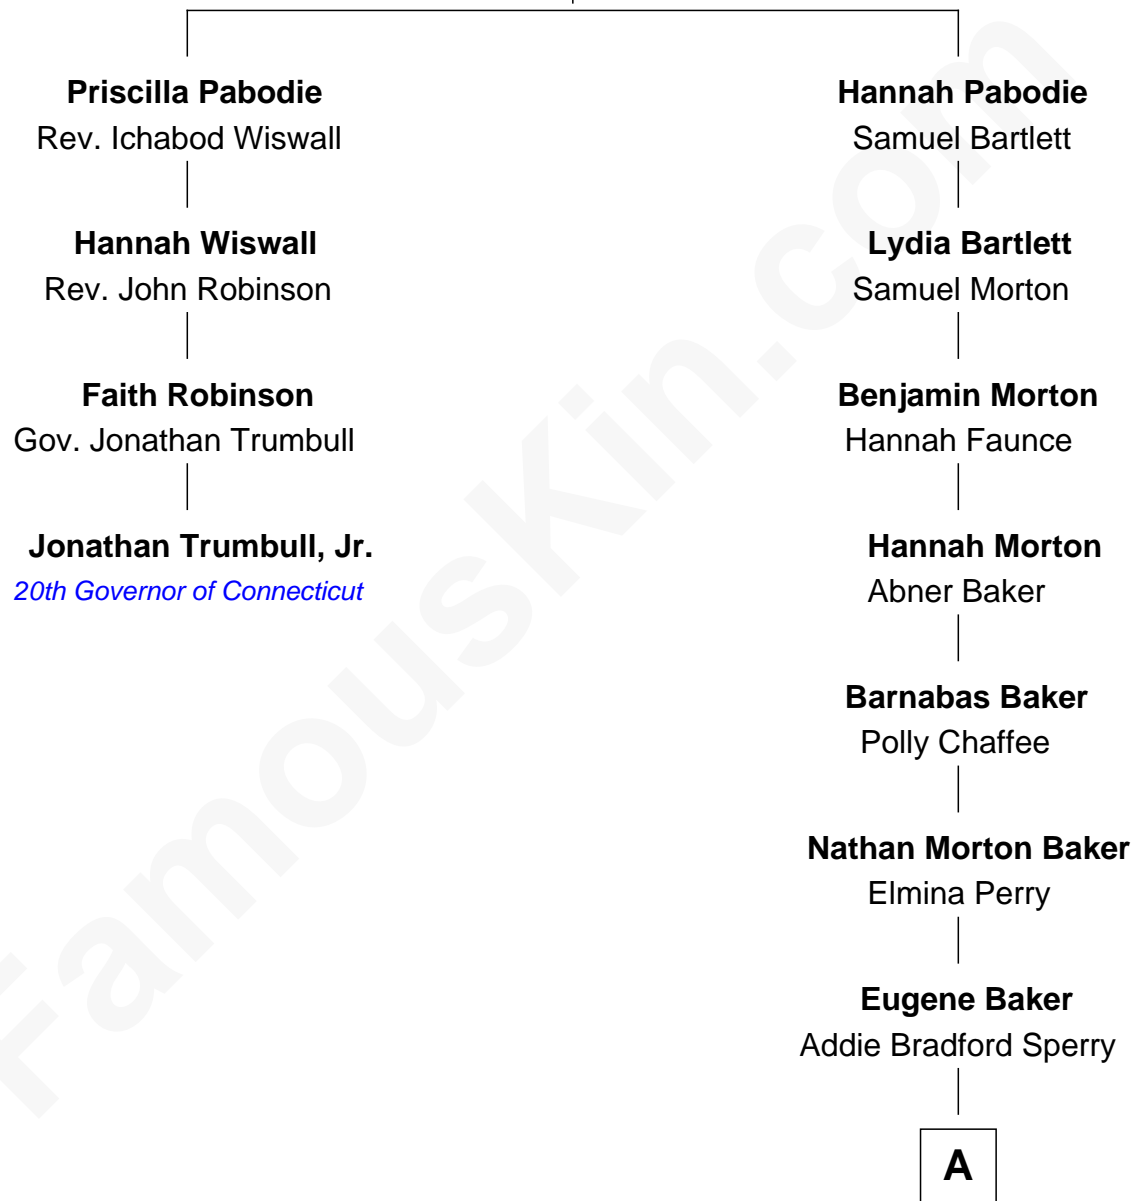 Priscilla Pabodie
Rev. Ichabod Wiswall
Hannah Wiswall
Rev. John Robinson
Faith Robinson
Gov. Jonathan Trumbull
Jonathan Trumbull, Jr.
20th Governor of Connecticut
Hannah Pabodie
Samuel Bartlett
Lydia Bartlett
Samuel Morton
Benjamin Morton
Hannah Faunce
Hannah Morton
Abner Baker
Barnabas Baker
Polly Chaffee
Nathan Morton Baker
Elmina Perry
Eugene Baker
Addie Bradford Sperry
A
FamousKin.com